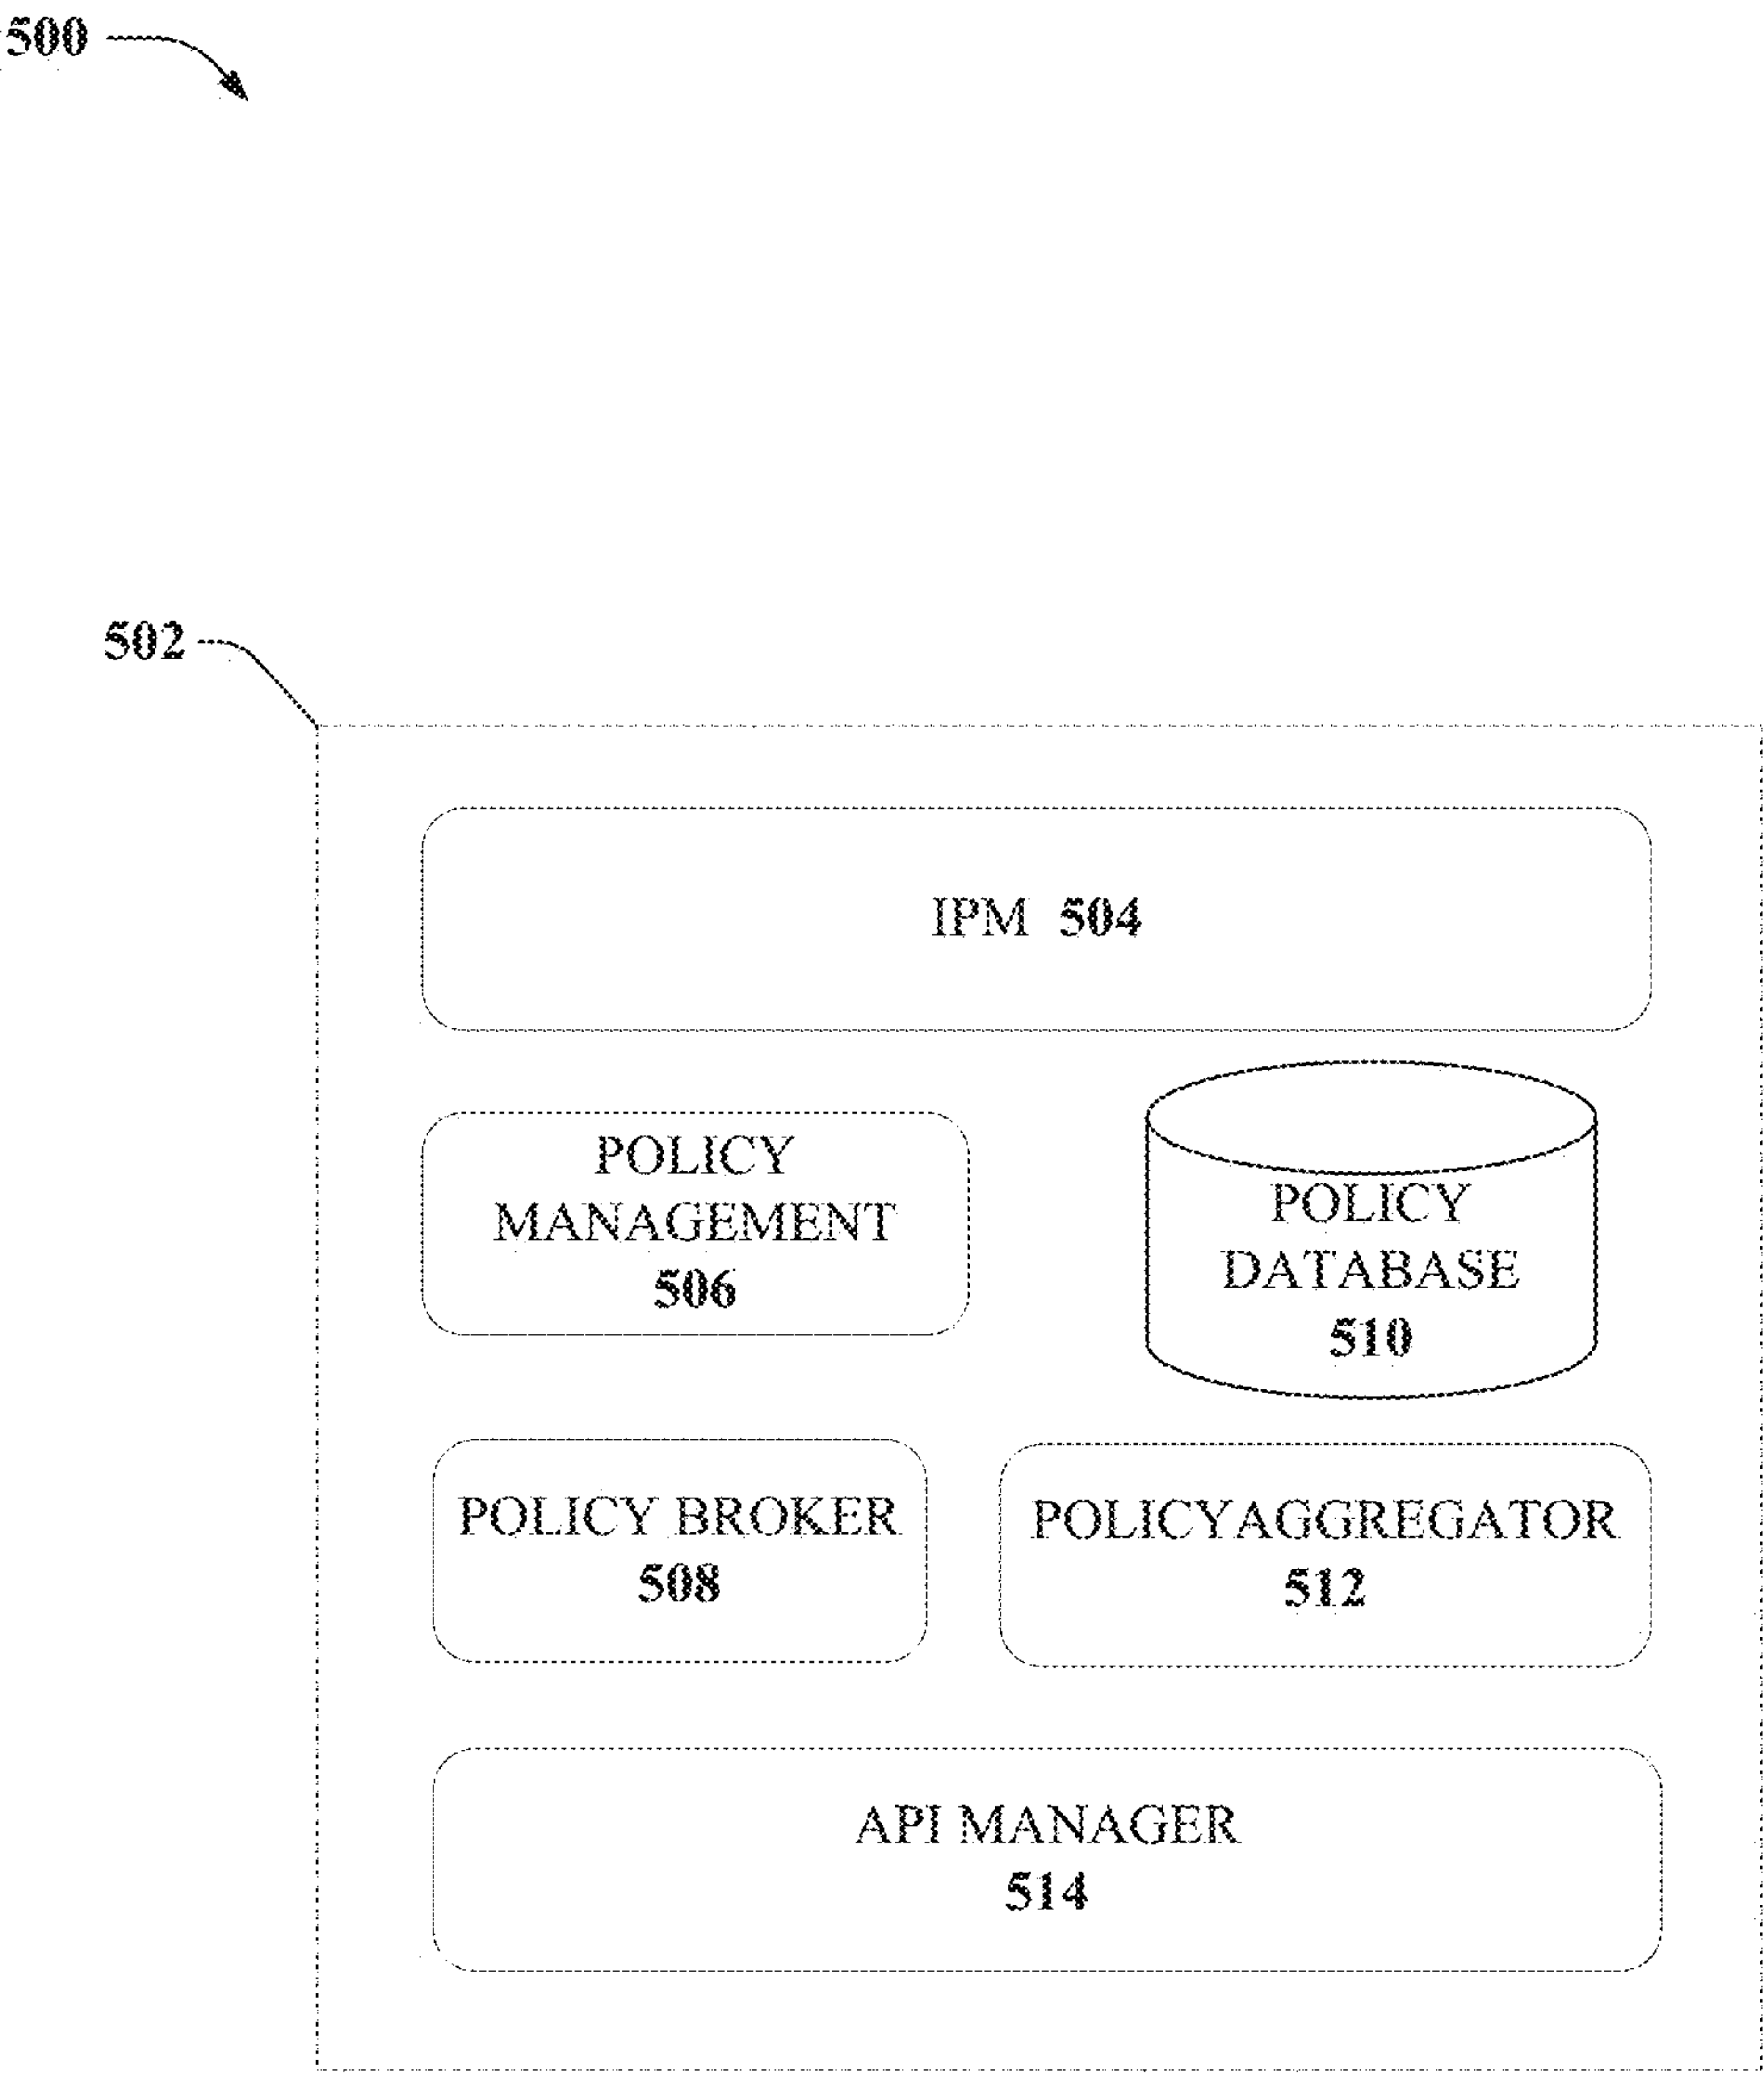 500
502
IPM 504
POLICY
MANAGEMENT
506
POLICY
DATABASE
510
POLICY BROKER
508
POLICYAGGREGATOR
512
API MANAGER
514